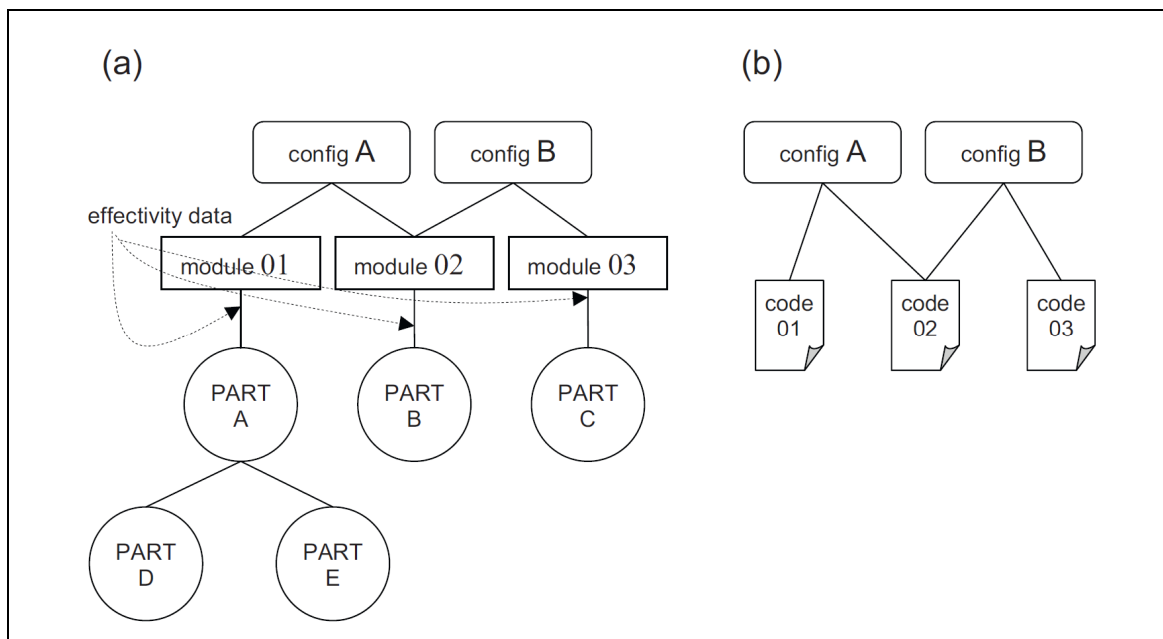 (a)
(b)
config A
config B
config A
config B
effectivity data
module 01
module 02
module 03
code
01
code
02
code
03
PART
A
PART
B
PART
C
PART
D
PART
E